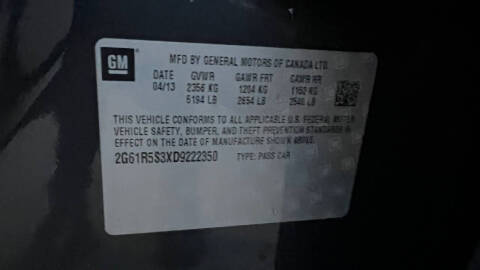 GM
MFD BY GENERAL MOTORS OF CANADA LTD.
DATE GVWR GAWR FRT GAWR RR
04/13 2356 KG 1204 KG 1152 KG
5194 LB 2654 LB 2540 LB
THIS VEHICLE CONFORMS TO ALL APPLICABLE U.S. FEDERAL MOTOR
VEHICLE SAFETY, BUMPER, AND THEFT PREVENTION STANDARDS IN
EFFECT ON THE DATE OF MANUFACTURE SHOWN ABOVE.
2G61R5S3XD9222350 TYPE: PASS CAR